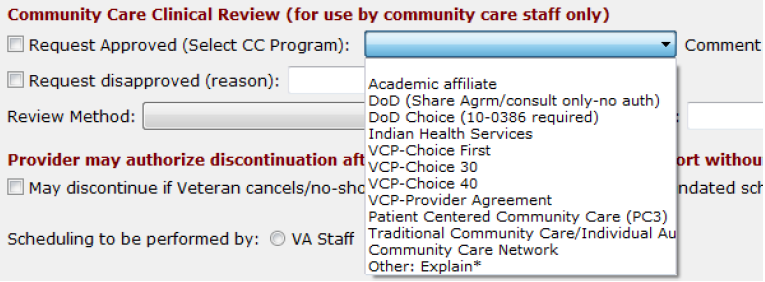 Community Care Clinical Review (for use by community care staff only)
Request Approved (Select CC Program): Comment
Request disapproved (reason):
Academic affiliate
DoD (Share Agrm/consult only-no auth)
DoD Choice (10-0386 required)
Review Method: :
Indian Health Services
VCP-Choice First
VCP-Choice 30
VCP-Choice 40
VCP-Provider Agreement
Patient Centered Community Care (PC3)
Traditional Community Care/Individual Au
Community Care Network
Other: Explain*
Provider may authorize discontinuation aft ort withou
May discontinue if Veteran cancels/no-sho ndated sch
Scheduling to be performed by: VA Staff